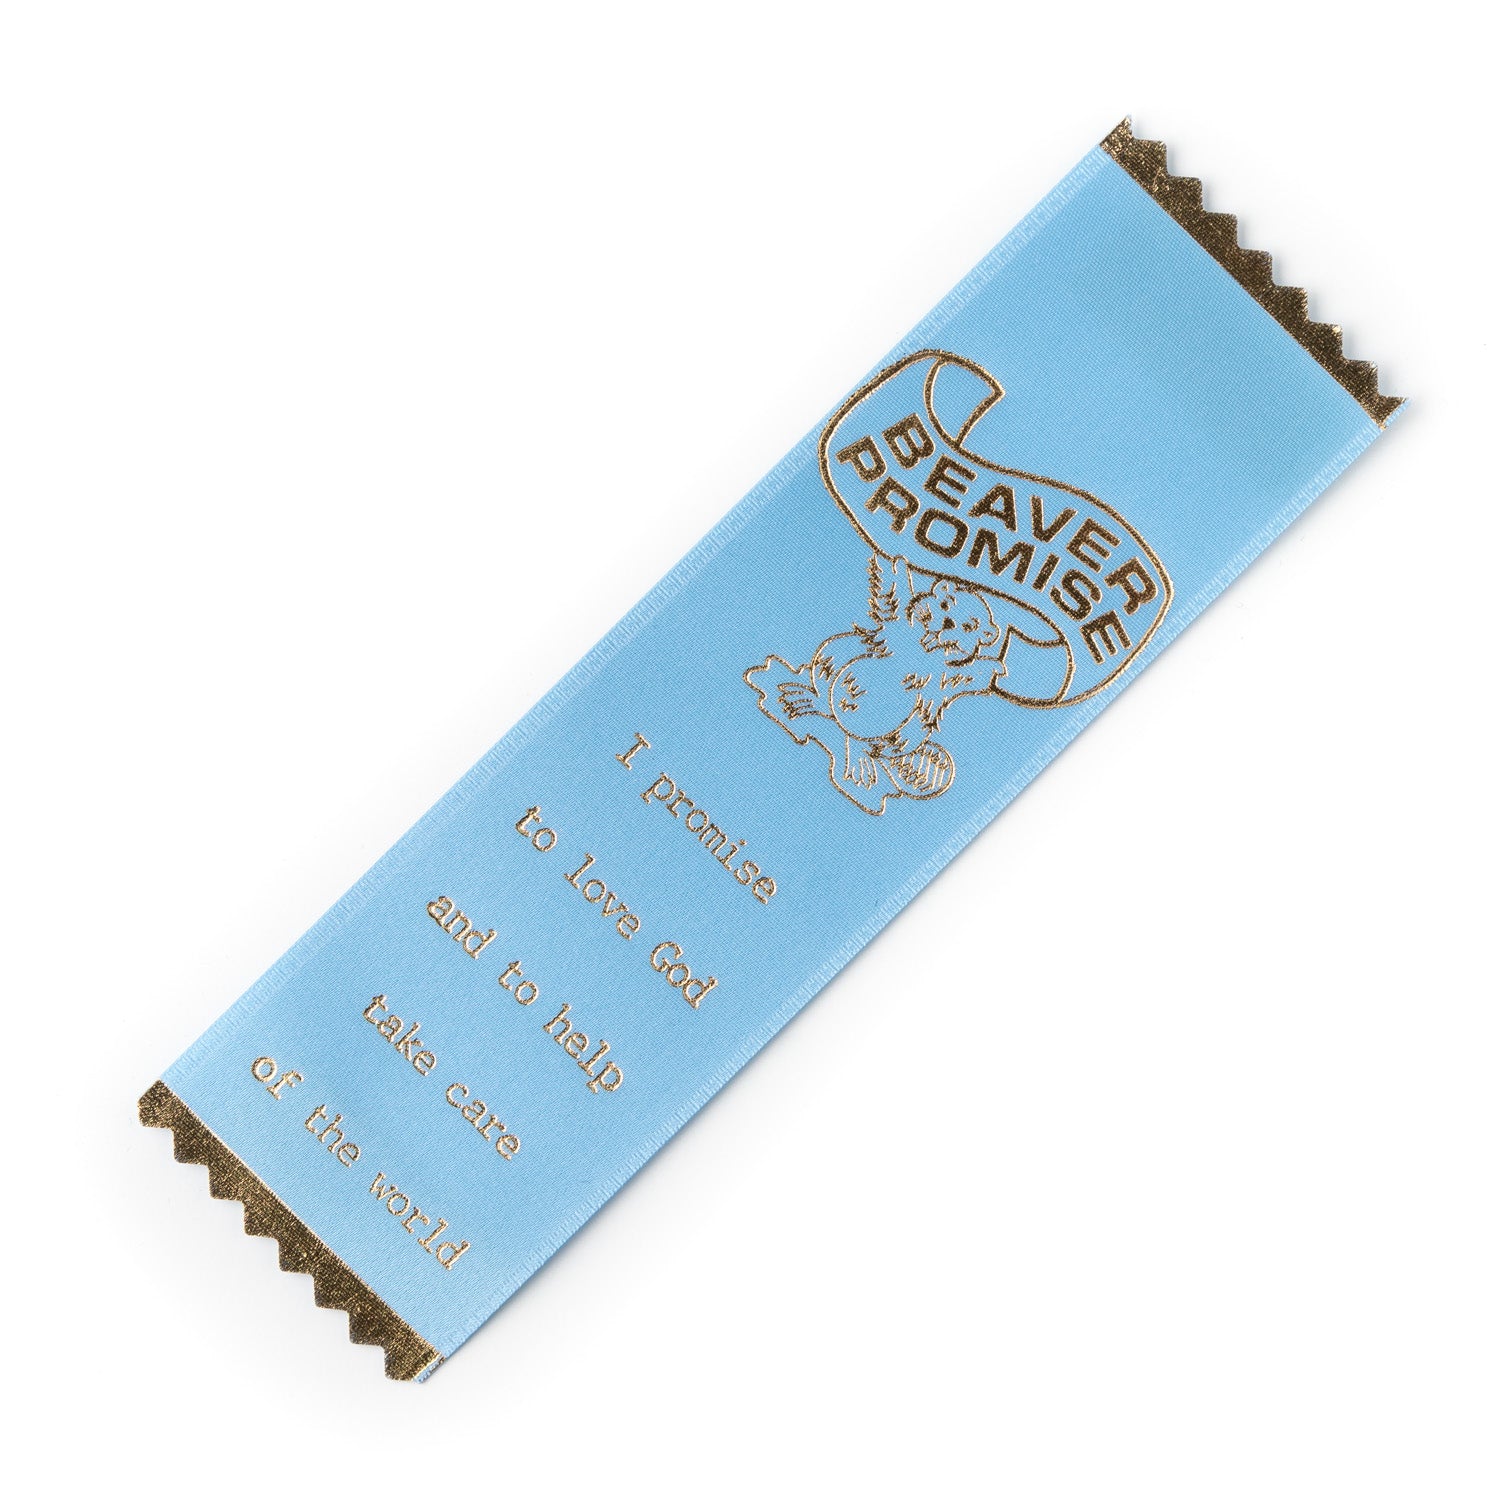 BEAVER
PROMISE
I promise
to love God
and to help
take care
of the world